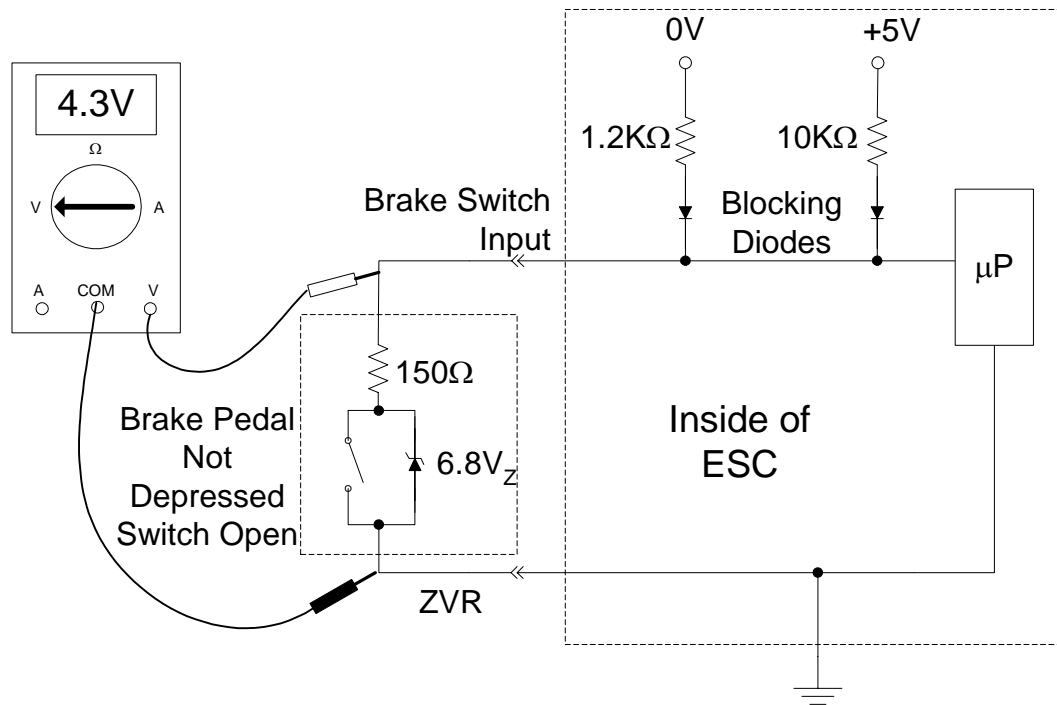 0V
+5V
4.3V
Ω
V
A
A
COM
V
1.2KΩ
10KΩ
Brake Switch
Input
Blocking
Diodes
μP
150Ω
6.8VZ
Brake Pedal
Not
Depressed
Switch Open
Inside of
ESC
ZVR